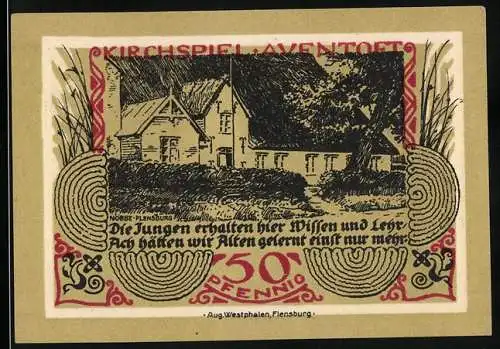 KIRCHSPIEL · AVENTOFT
NOBBE-FLENSBURG
Die Jungen erhalten hier Wissen und Lehr-
Ach hätten wir Alten gelernt einst nur mehr-
50
PFENNIG
· Aug. Westphalen, Flensburg ·